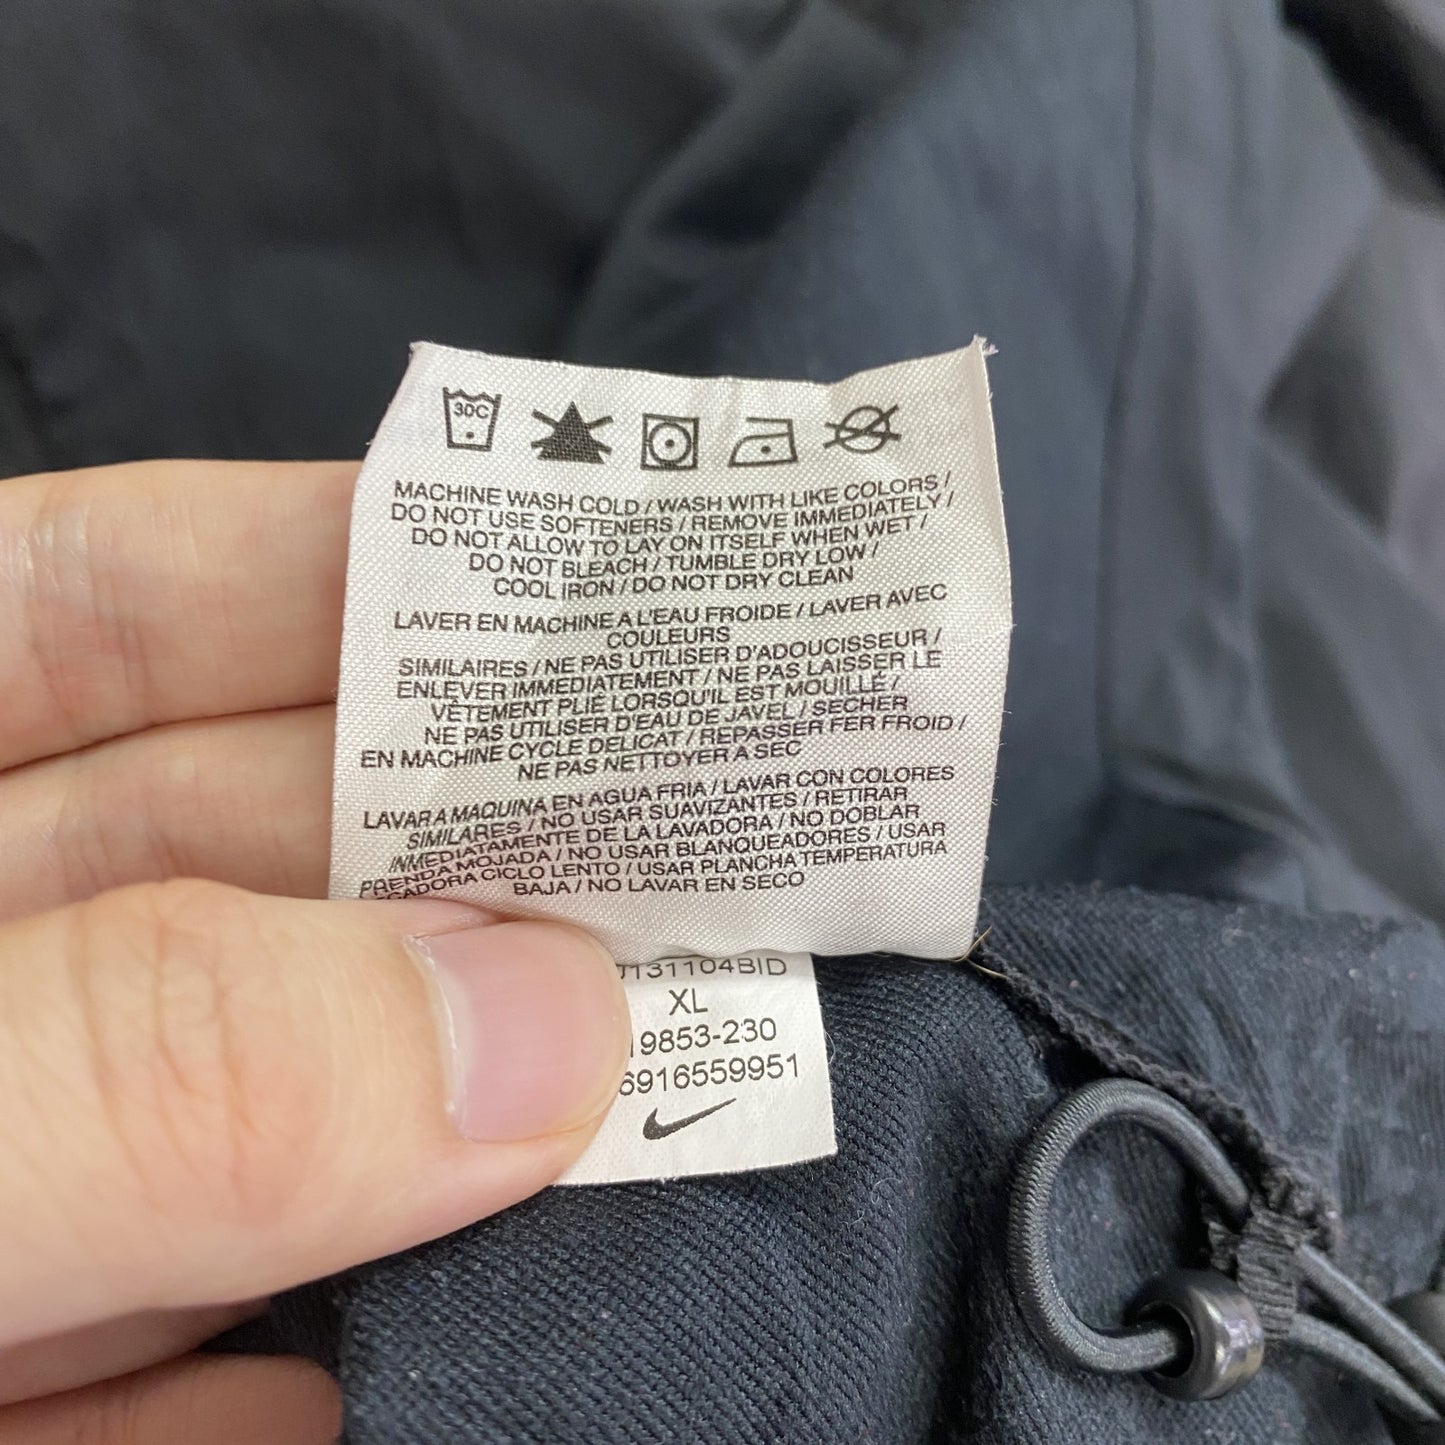 30C
MACHINE WASH COLD / WASH WITH LIKE COLORS /
DO NOT USE SOFTENERS / REMOVE IMMEDIATELY /
DO NOT ALLOW TO LAY ON ITSELF WHEN WET /
DO NOT BLEACH / TUMBLE DRY LOW /
COOL IRON / DO NOT DRY CLEAN
LAVER EN MACHINE A L'EAU FROIDE / LAVER AVEC
COULEURS
SIMILAIRES / NE PAS UTILISER D'ADOUCISSEUR /
ENLEVER IMMEDIATEMENT / NE PAS LAISSER LE
VÊTEMENT PLIÉ LORSQU'IL EST MOUILLÉ /
NE PAS UTILISER D'EAU DE JAVEL / SECHER
EN MACHINE CYCLE DELICAT / REPASSER FER FROID /
NE PAS NETTOYER A SEC
LAVAR A MAQUINA EN AGUA FRIA / LAVAR CON COLORES
SIMILARES / NO USAR SUAVIZANTES / RETIRAR
INMEDIATAMENTE DE LA LAVADORA / NO DOBLAR
PRENDA MOJADA / NO USAR BLANQUEADORES / USAR
CICLO LENTO / USAR PLANCHA TEMPERATURA
BAJA / NO LAVAR EN SECO
131104BID
XL
19853-230
6916559951